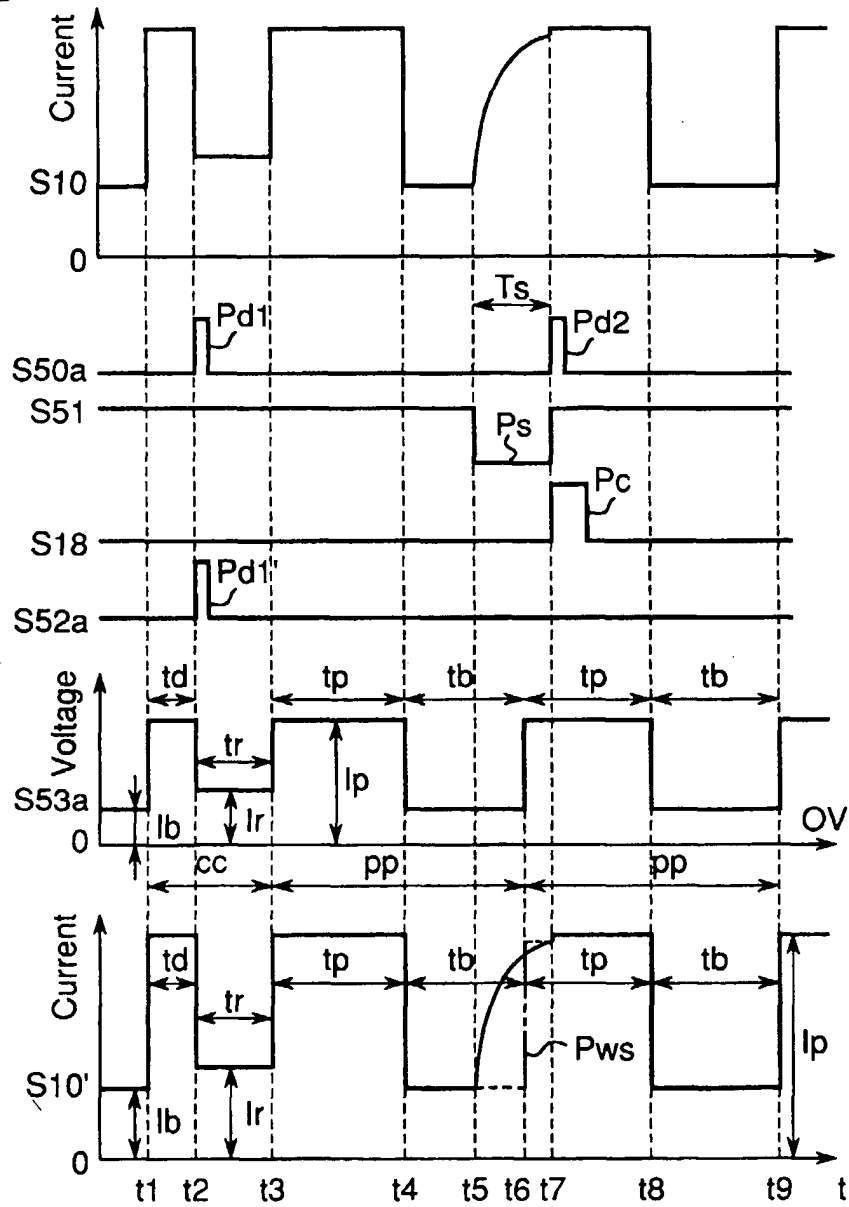 Current
S10
0
Ts
Pd1
Pd2
S50a
S51
Ps
Pc
S18
Pd1'
S52a
Voltage
td
tp
tb
tp
tb
tr
Ip
S53a
Ib
Ir
0V
0
cc
pp
pp
Current
td
tp
tb
tp
tb
tr
Pws
Ip
S10'
Ib
Ir
0
t1 t2 t3 t4 t5 t6 t7 t8 t9 t